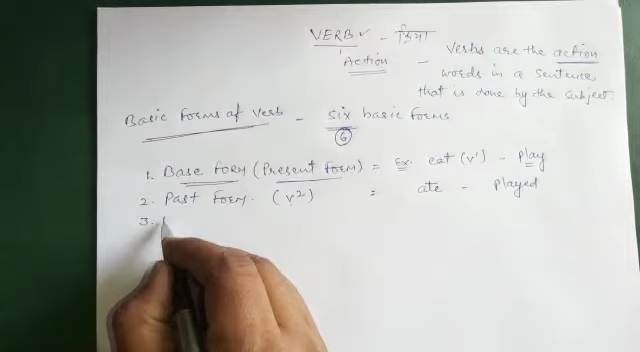 VERB ✓ - क्रिया
Action - Verbs are the action
words in a sentence
that is done by the subject.
Basic Forms of Verb - six basic forms
6
1. Base FORM (Present Form) = Ex. eat (v¹) - Play
2. Past Form. (v²) = ate - Played
3.